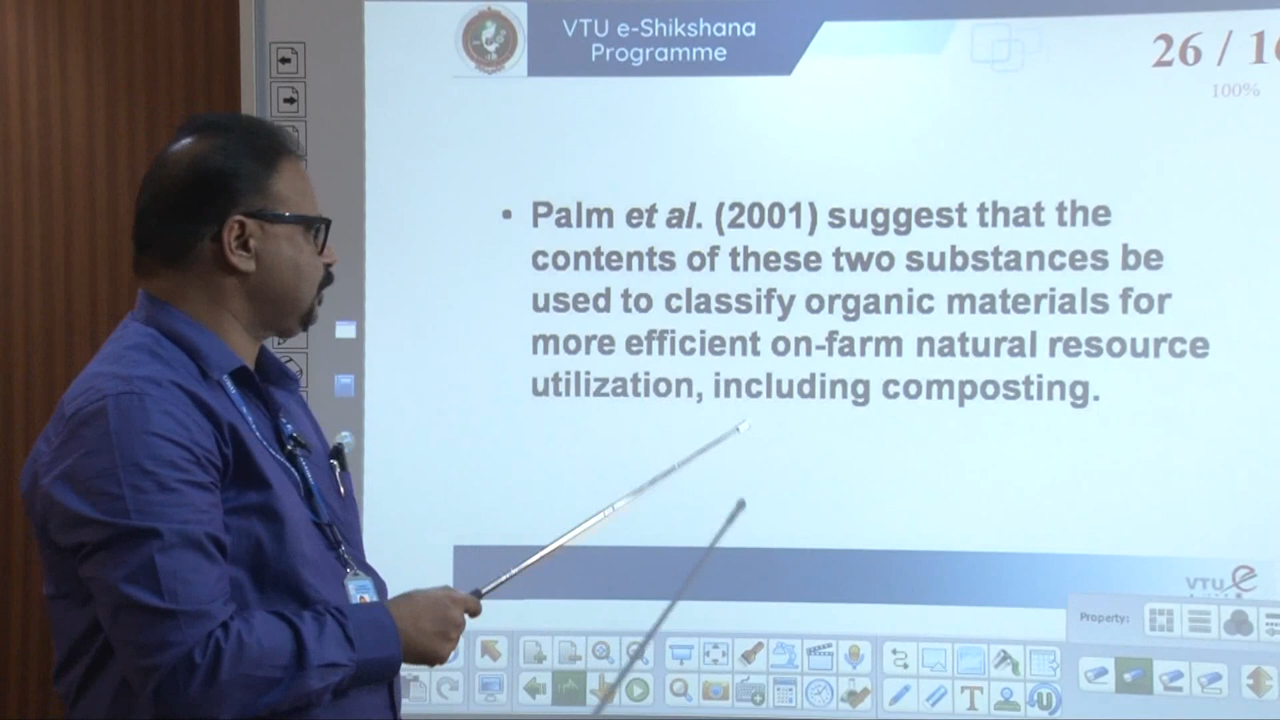 VTU e-Shikshana
Programme
26 / 16
100%
• Palm et al. (2001) suggest that the
contents of these two substances be
used to classify organic materials for
more efficient on-farm natural resource
utilization, including composting.
VTU e
Property: